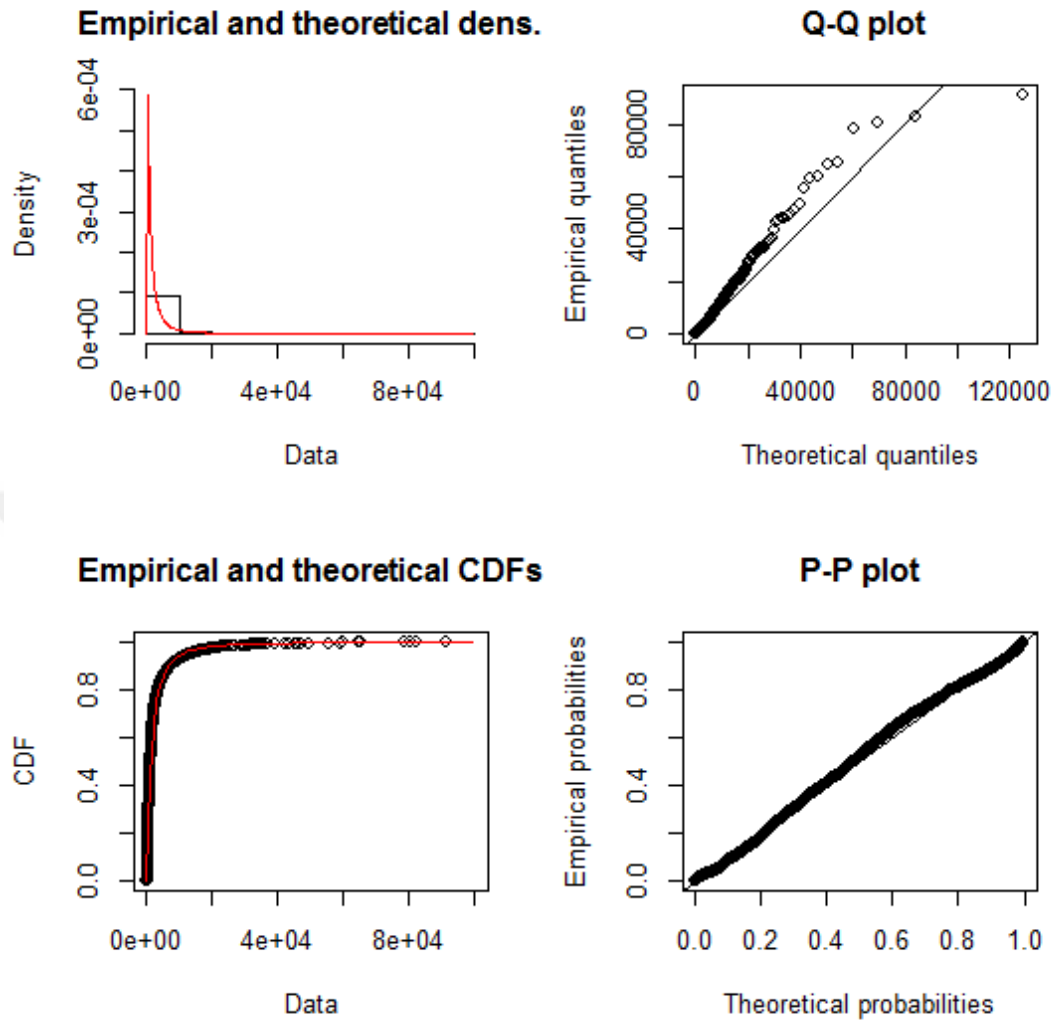 Empirical and theoretical dens.
Density
0e+00 3e-04 6e-04
0e+00 4e+04 8e+04
Data
Q-Q plot
Empirical quantiles
0 40000 80000
0 40000 80000 120000
Theoretical quantiles
Empirical and theoretical CDFs
CDF
0.0 0.4 0.8
0e+00 4e+04 8e+04
Data
P-P plot
Empirical probabilities
0.0 0.4 0.8
0.0 0.2 0.4 0.6 0.8 1.0
Theoretical probabilities